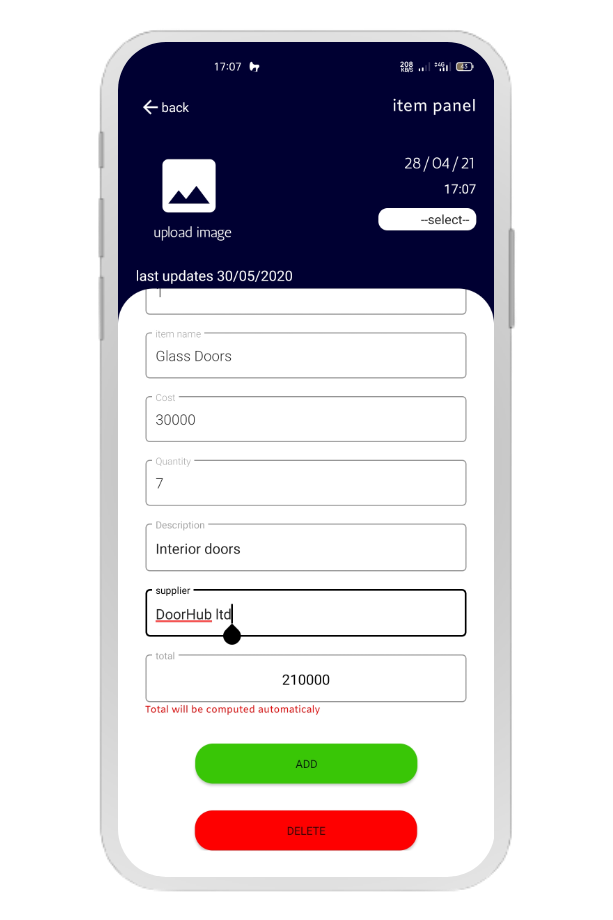 17:07
208 KB/S 4G 43
back
item panel
28/04/21
17:07
--select--
upload image
last updates 30/05/2020
item name
Glass Doors
Cost
30000
Quantity
7
Description
Interior doors
supplier
DoorHub ltd
total
210000
Total will be computed automaticaly
ADD
DELETE